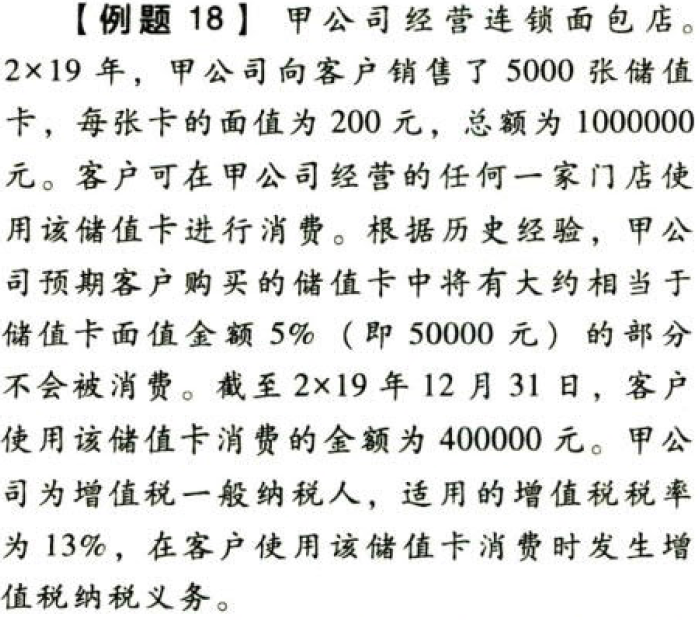 【例题 18】 甲公司经营连锁面包店。
2×19 年，甲公司向客户销售了 5000 张储值
卡，每张卡的面值为 200 元，总额为 1000000
元。客户可在甲公司经营的任何一家门店使
用该储值卡进行消费。根据历史经验，甲公
司预期客户购买的储值卡中将有大约相当于
储值卡面值金额 5%（即 50000 元）的部分
不会被消费。截至 2×19 年 12 月 31 日，客户
使用该储值卡消费的金额为 400000 元。甲公
司为增值税一般纳税人，适用的增值税税率
为 13%，在客户使用该储值卡消费时发生增
值税纳税义务。